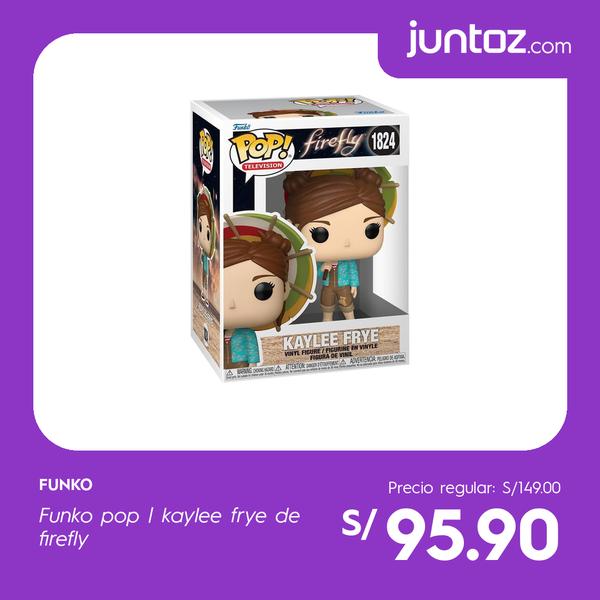 juntoz.com
Funko
POP!
TELEVISION
firefly
1824
KAYLEE FRYE
VINYL FIGURE / FIGURINE EN VINYLE
FIGURA DE VINIL
FUNKO
Precio regular: S/149.00
Funko pop | kaylee frye de
firefly
S/ 95.90